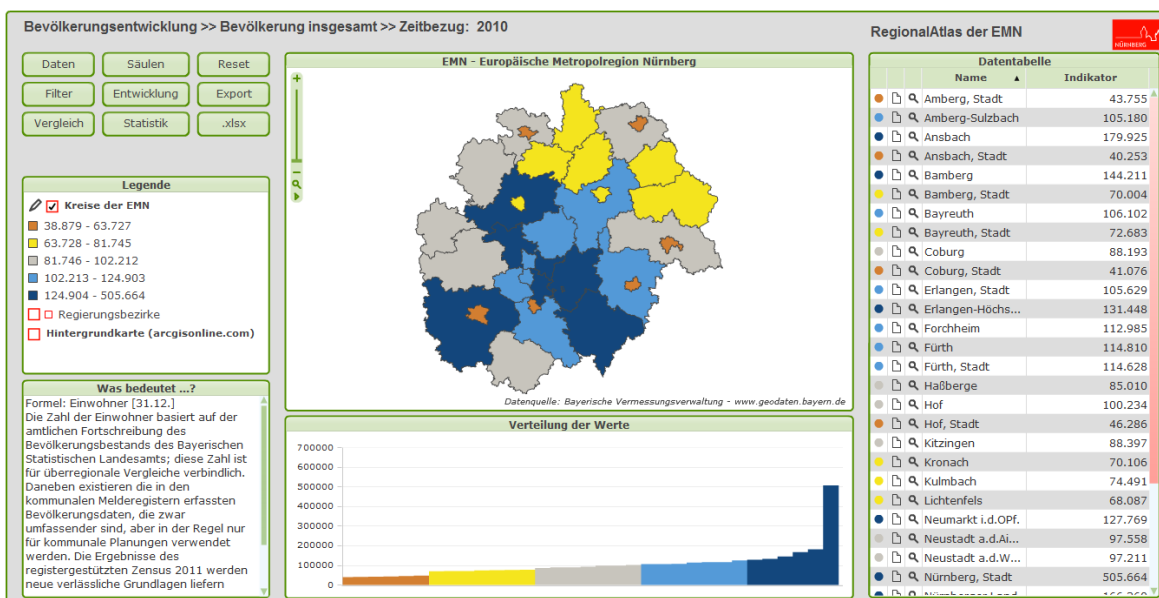 Bevölkerungsentwicklung >> Bevölkerung insgesamt >> Zeitbezug: 2010
RegionalAtlas der EMN
NÜRNBERG
Daten Säulen Reset
Filter Entwicklung Export
Vergleich Statistik .xlsx
Legende
Kreise der EMN
38.879 - 63.727
63.728 - 81.745
81.746 - 102.212
102.213 - 124.903
124.904 - 505.664
Regierungsbezirke
Hintergrundkarte (arcgisonline.com)
Was bedeutet ...?
Formel: Einwohner [31.12.]
Die Zahl der Einwohner basiert auf der
amtlichen Fortschreibung des
Bevölkerungsbestands des Bayerischen
Statistischen Landesamts; diese Zahl ist
für überregionale Vergleiche verbindlich.
Daneben existieren die in den
kommunalen Melderegistern erfassten
Bevölkerungsdaten, die zwar
umfassender sind, aber in der Regel nur
für kommunale Planungen verwendet
werden. Die Ergebnisse des
registergestützten Zensus 2011 werden
neue verlässliche Grundlagen liefern
EMN - Europäische Metropolregion Nürnberg
+
−
Datenquelle: Bayerische Vermessungsverwaltung - www.geodaten.bayern.de
Verteilung der Werte
700000
600000
500000
400000
300000
200000
100000
0
Datentabelle
Name ▲ Indikator
Amberg, Stadt 43.755
Amberg-Sulzbach 105.180
Ansbach 179.925
Ansbach, Stadt 40.253
Bamberg 144.211
Bamberg, Stadt 70.004
Bayreuth 106.102
Bayreuth, Stadt 72.683
Coburg 88.193
Coburg, Stadt 41.076
Erlangen, Stadt 105.629
Erlangen-Höchs... 131.448
Forchheim 112.985
Fürth 114.810
Fürth, Stadt 114.628
Haßberge 85.010
Hof 100.234
Hof, Stadt 46.286
Kitzingen 88.397
Kronach 70.106
Kulmbach 74.491
Lichtenfels 68.087
Neumarkt i.d.OPf. 127.769
Neustadt a.d.Ai... 97.558
Neustadt a.d.W... 97.211
Nürnberg, Stadt 505.664